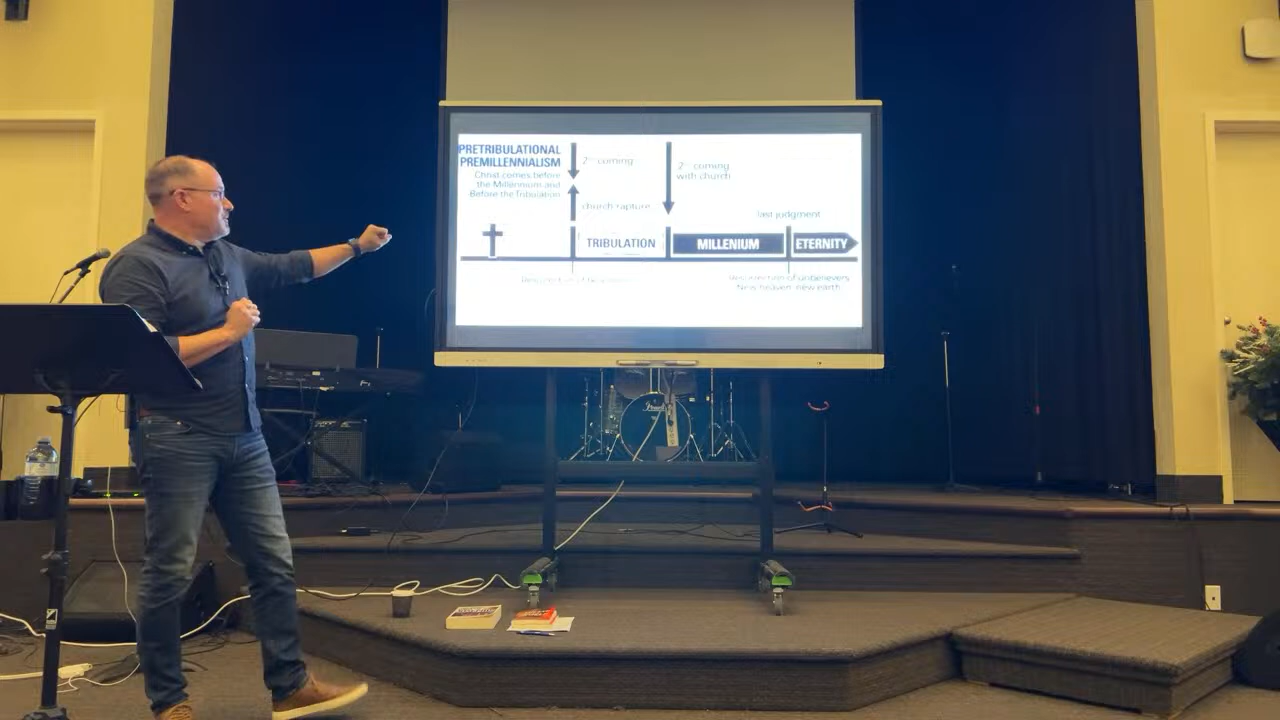 PRETRIBULATIONAL
PREMILLENNIALISM
Christ comes before
the Millennium and
Before the Tribulation
2nd coming
church rapture
2nd coming
with church
last judgment
TRIBULATION
MILLENIUM
ETERNITY
Resurrection of unbelievers
New heaven, new earth